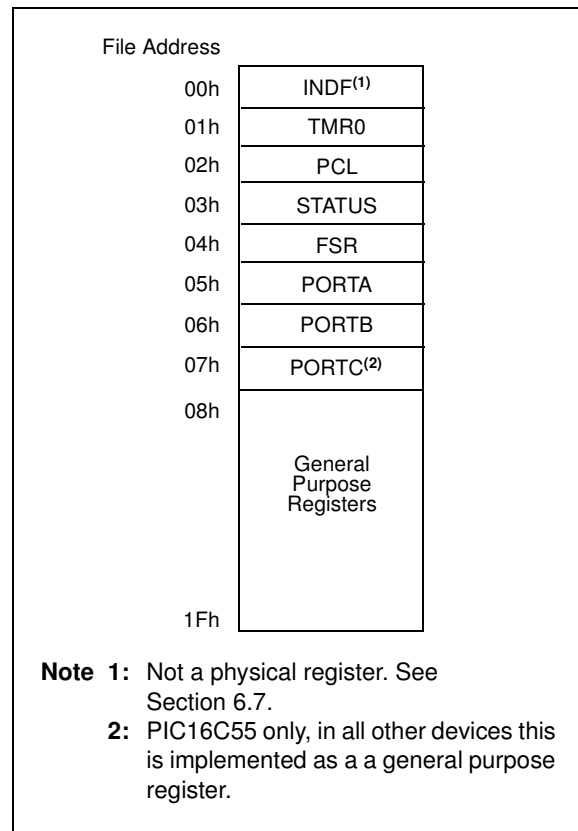 File Address
00h INDF(1)
01h TMR0
02h PCL
03h STATUS
04h FSR
05h PORTA
06h PORTB
07h PORTC(2)
08h
General
Purpose
Registers
1Fh
Note 1: Not a physical register. See
Section 6.7.
2: PIC16C55 only, in all other devices this
is implemented as a a general purpose
register.